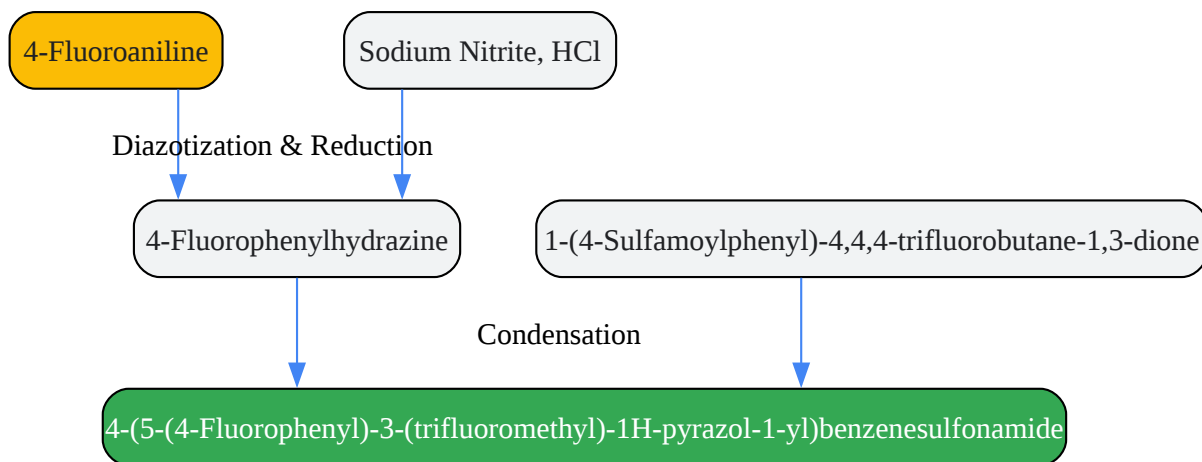 4-Fluoroaniline
Sodium Nitrite, HCl
Diazotization & Reduction
4-Fluorophenylhydrazine
1-(4-Sulfamoylphenyl)-4,4,4-trifluorobutane-1,3-dione
Condensation
4-(5-(4-Fluorophenyl)-3-(trifluoromethyl)-1H-pyrazol-1-yl)benzenesulfonamide